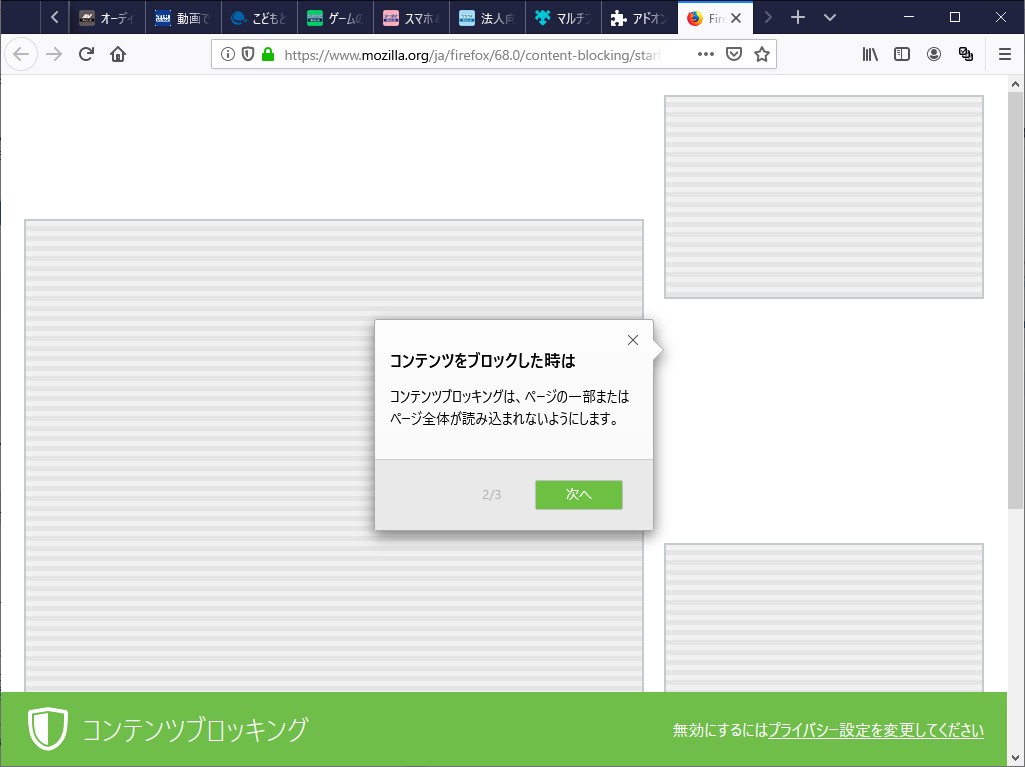 オーディ
動画で
こどもと
ゲームの
スマホと
法人向
マルチフ
アドオン
Fire
https://www.mozilla.org/ja/firefox/68.0/content-blocking/start
コンテンツをブロックした時は
コンテンツブロッキングは、ページの一部または
ページ全体が読み込まれないようにします。
2/3
次へ
コンテンツブロッキング
無効にするにはプライバシー設定を変更してください